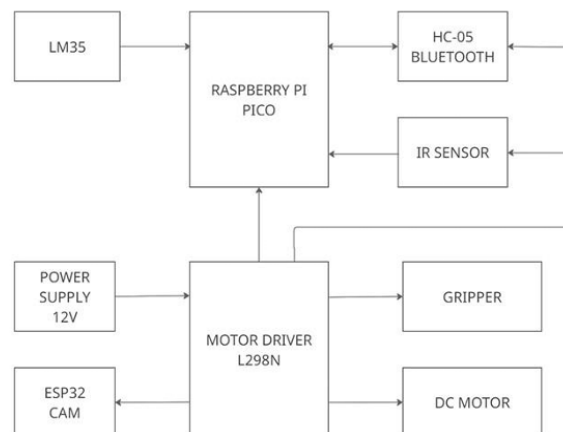 LM35
RASPBERRY PI
PICO
HC-05
BLUETOOTH
IR SENSOR
POWER
SUPPLY
12V
MOTOR DRIVER
L298N
GRIPPER
ESP32
CAM
DC MOTOR